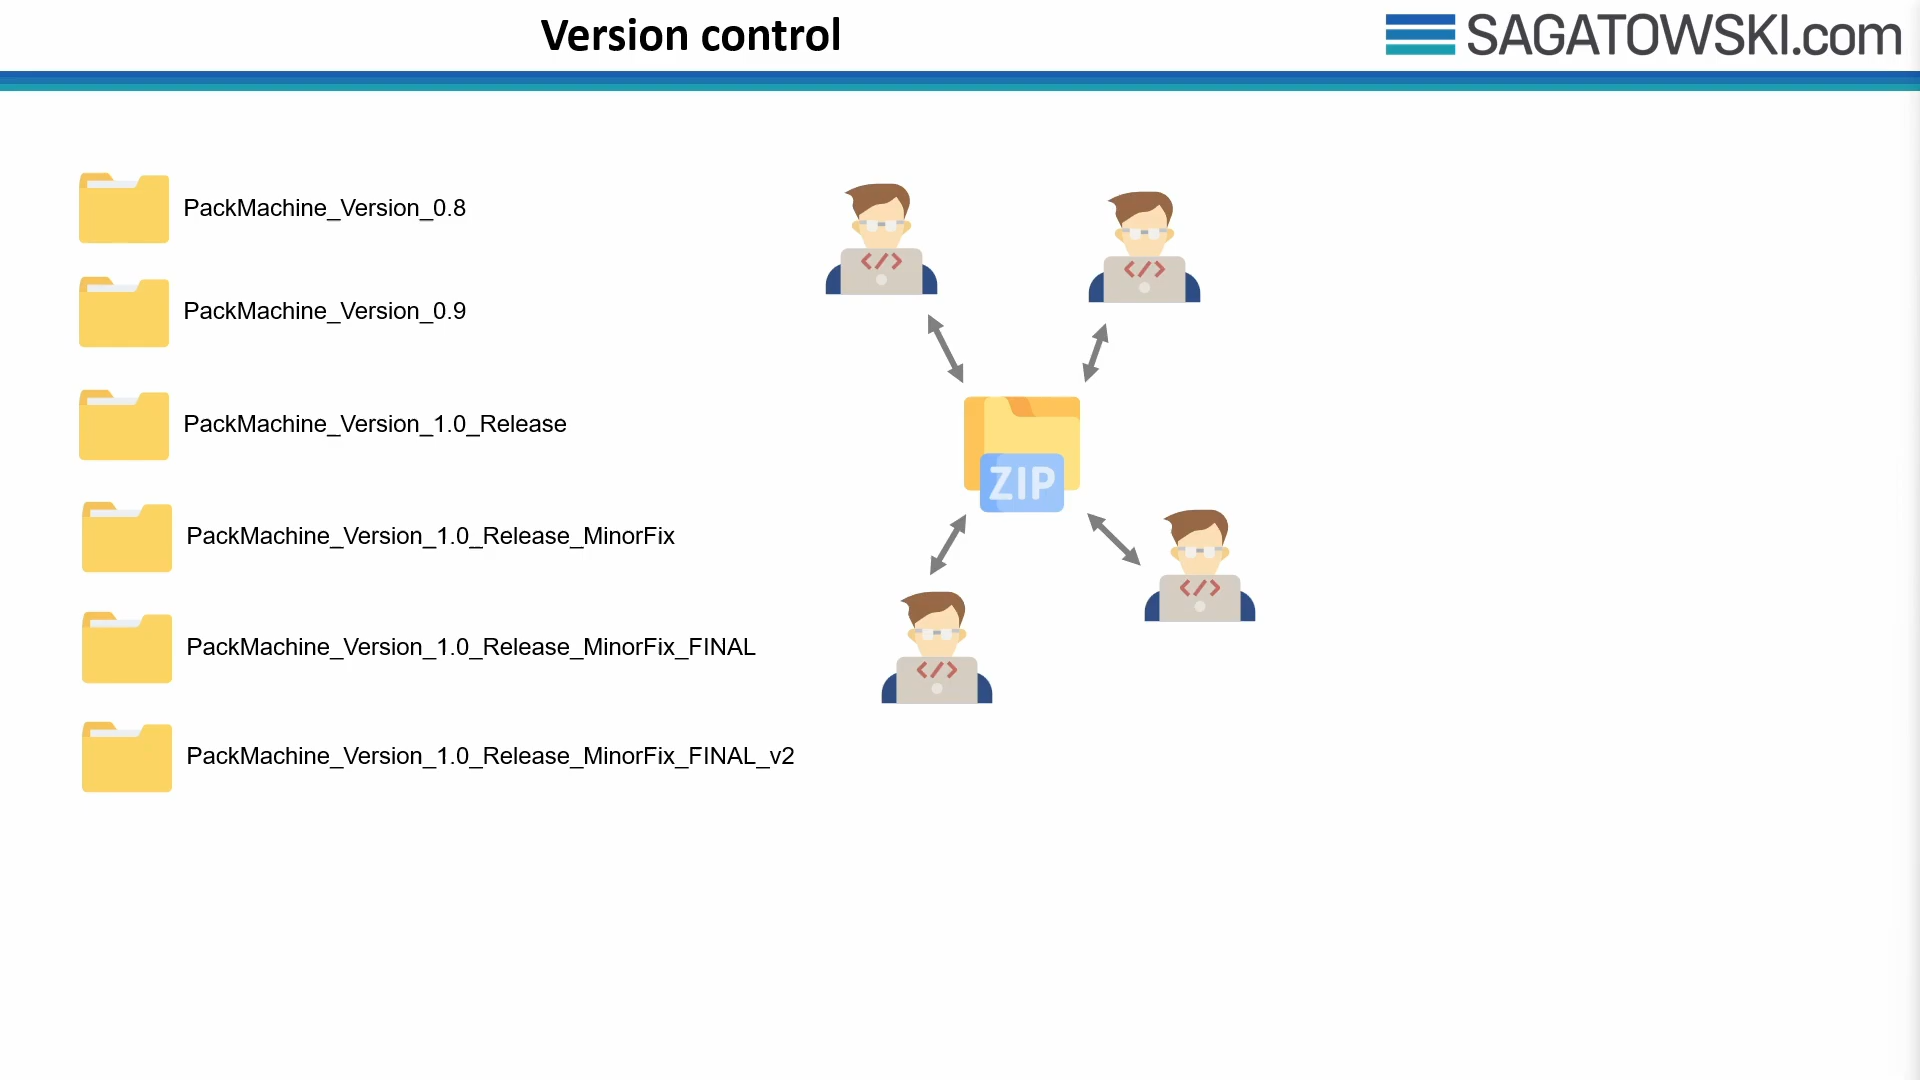 Version control
SAGATOWSKI.com
PackMachine_Version_0.8
PackMachine_Version_0.9
PackMachine_Version_1.0_Release
PackMachine_Version_1.0_Release_MinorFix
PackMachine_Version_1.0_Release_MinorFix_FINAL
PackMachine_Version_1.0_Release_MinorFix_FINAL_v2
</>
</>
ZIP
</>
</>